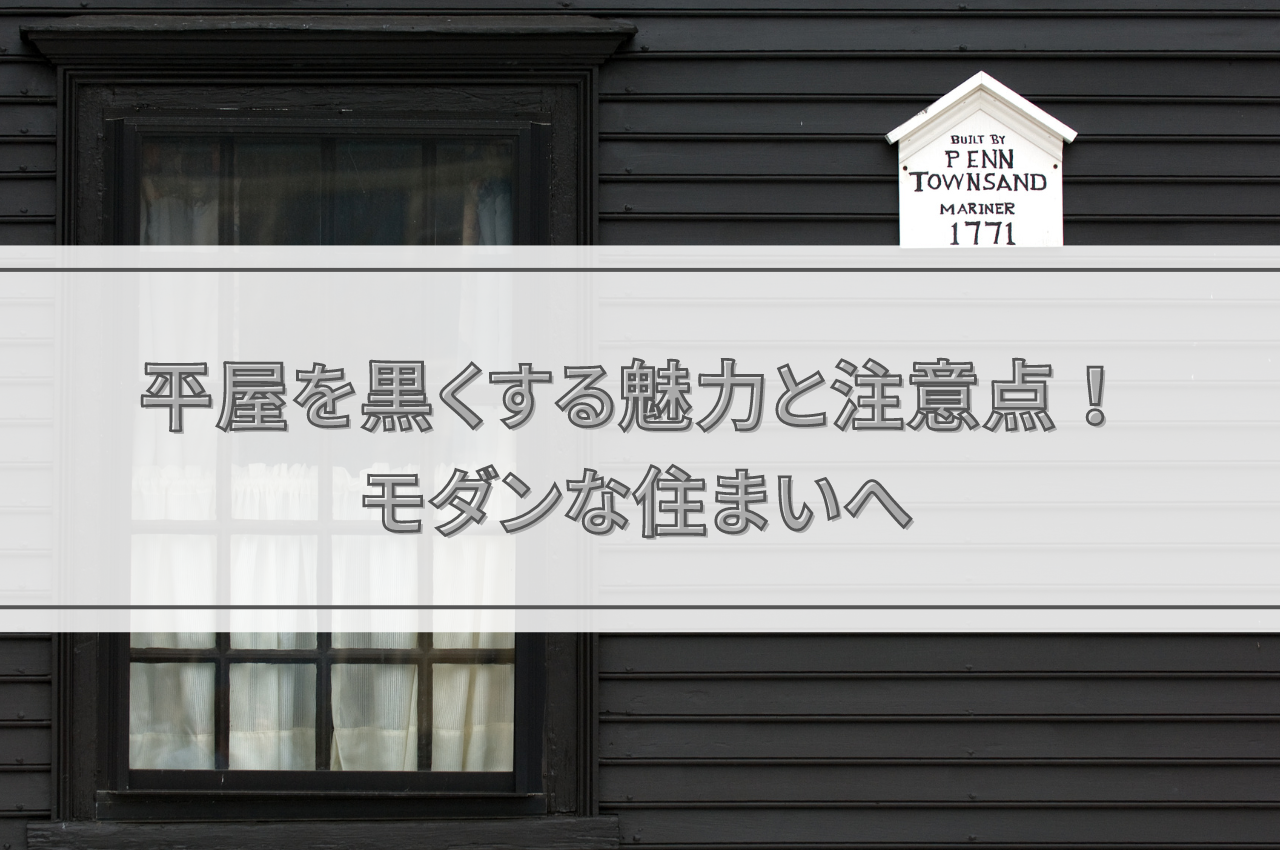 BUILT BY
PENN
TOWNSAND
MARINER
1771
平屋を黒くする魅力と注意点！
モダンな住まいへ